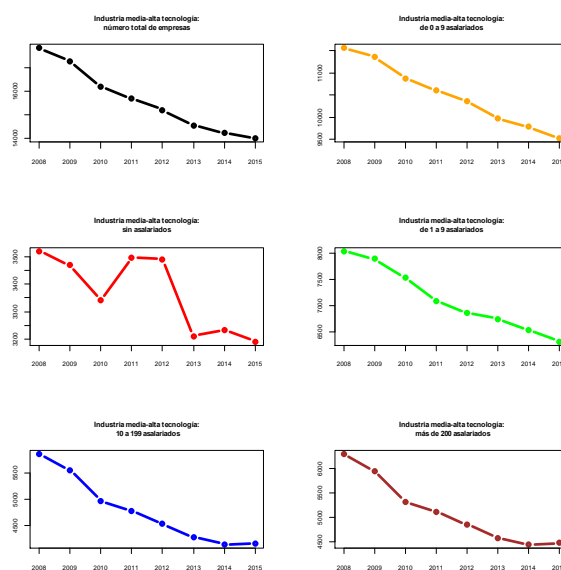 Industria media-alta tecnología:
número total de empresas
14000
16000
2008 2009 2010 2011 2012 2013 2014 2015
Industria media-alta tecnología:
de 0 a 9 asalariados
9500 10000
11000
2008 2009 2010 2011 2012 2013 2014
Industria media-alta tecnología:
sin asalariados
3200 3300 3400 3500
2008 2009 2010 2011 2012 2013 2014 2015
Industria media-alta tecnología:
de 1 a 9 asalariados
6500 7000 7500 8000
2008 2009 2010 2011 2012 2013 2014
Industria media-alta tecnología:
10 a 199 asalariados
4500 5000 5500
2008 2009 2010 2011 2012 2013 2014 2015
Industria media-alta tecnología:
más de 200 asalariados
4500 5000 5500 6000
2008 2009 2010 2011 2012 2013 2014